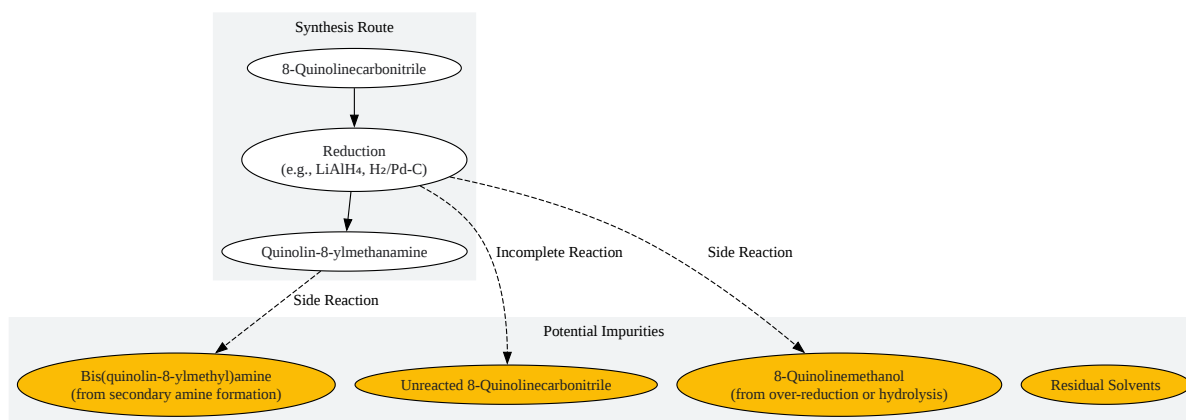 Synthesis Route
8-Quinolinecarbonitrile
Reduction
(e.g., LiAlH₄, H₂/Pd-C)
Quinolin-8-ylmethanamine
Incomplete Reaction
Side Reaction
Side Reaction
Potential Impurities
Bis(quinolin-8-ylmethyl)amine
(from secondary amine formation)
Unreacted 8-Quinolinecarbonitrile
8-Quinolinemethanol
(from over-reduction or hydrolysis)
Residual Solvents